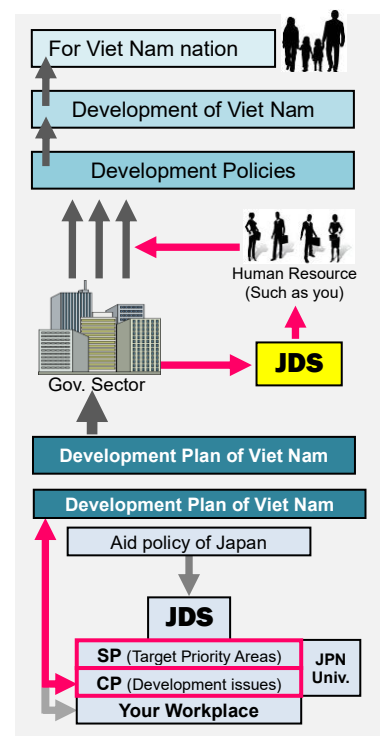 For Viet Nam nation
Development of Viet Nam
Development Policies
Human Resource
(Such as you)
JDS
Gov. Sector
Development Plan of Viet Nam
Development Plan of Viet Nam
Aid policy of Japan
JDS
SP (Target Priority Areas)
CP (Development issues)
JPN
Univ.
Your Workplace